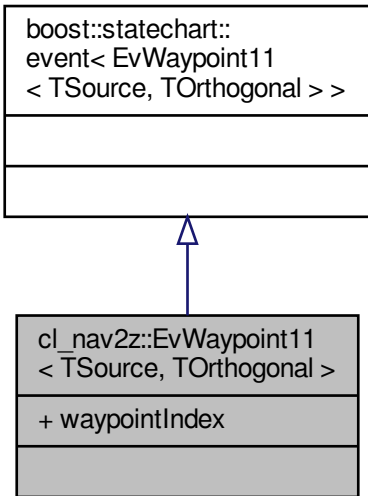 boost::statechart::
event< EvWaypoint11
< TSource, TOrthogonal > >
cl_nav2z::EvWaypoint11
< TSource, TOrthogonal >
+ waypointIndex